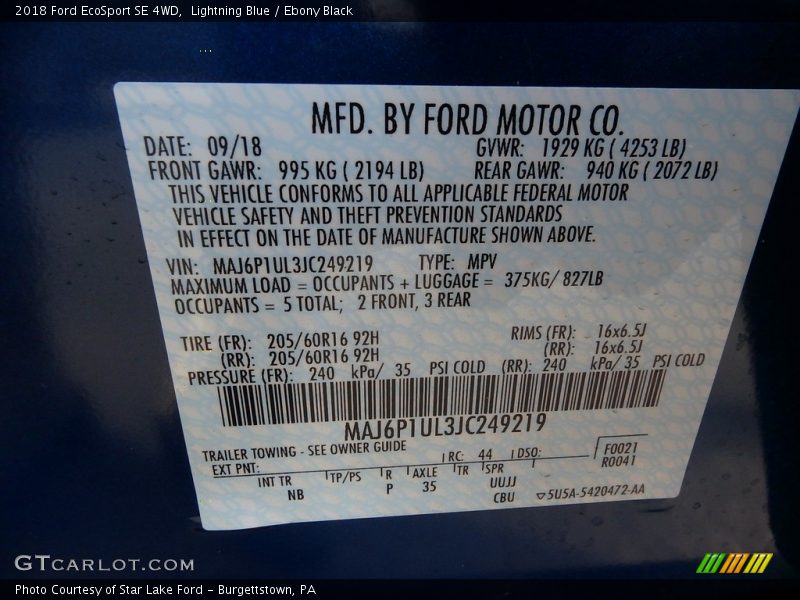 2018 Ford EcoSport SE 4WD,  Lightning Blue / Ebony Black
MFD. BY FORD MOTOR CO.
DATE: 09/18 GVWR: 1929 KG ( 4253 LB)
FRONT GAWR: 995 KG ( 2194 LB) REAR GAWR: 940 KG ( 2072 LB)
THIS VEHICLE CONFORMS TO ALL APPLICABLE FEDERAL MOTOR
VEHICLE SAFETY AND THEFT PREVENTION STANDARDS
IN EFFECT ON THE DATE OF MANUFACTURE SHOWN ABOVE.
VIN: MAJ6P1UL3JC249219 TYPE: MPV
MAXIMUM LOAD = OCCUPANTS + LUGGAGE = 375KG/ 827LB
OCCUPANTS = 5 TOTAL; 2 FRONT, 3 REAR
TIRE (FR): 205/60R16 92H RIMS (FR): 16x6.5J
(RR): 205/60R16 92H (RR): 16x6.5J
PRESSURE (FR): 240 kPa/ 35 PSI COLD (RR): 240 kPa/ 35 PSI COLD
MAJ6P1UL3JC249219
TRAILER TOWING - SEE OWNER GUIDE
EXT PNT: RC: 44 DSO: F0021
R0041
INT TR TP/PS R AXLE TR SPR
NB P 35 UUJJ
CBU 5U5A-5420472-AA
GTCARLOT.COM
Photo Courtesy of Star Lake Ford - Burgettstown, PA